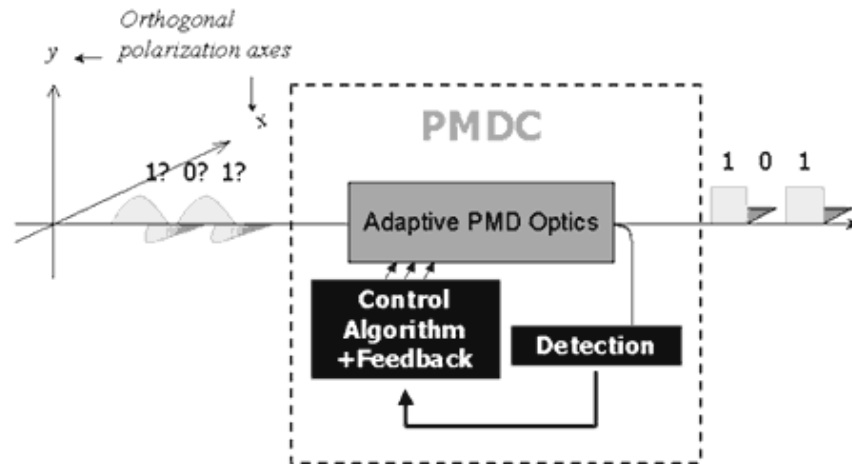 Orthogonal
polarization axes
y
x
PMDC
1? 0? 1?
1 0 1
Adaptive PMD Optics
Control
Algorithm
+Feedback
Detection